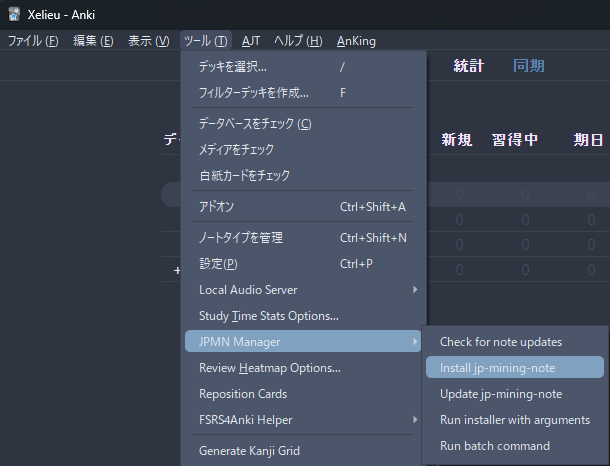 Xelieu - Anki
ファイル (F) 編集 (E) 表示 (V) ツール (T) AJT ヘルプ (H) AnKing
統計 同期
デッキを選択... /
フィルターデッキを作成... F
データベースをチェック (C)
メディアをチェック
白紙カードをチェック
アドオン Ctrl+Shift+A
ノートタイプを管理 Ctrl+Shift+N
設定(P) Ctrl+P
Local Audio Server
Study Time Stats Options...
JPMN Manager
Review Heatmap Options...
Reposition Cards
FSRS4Anki Helper
Generate Kanji Grid
Check for note updates
Install jp-mining-note
Update jp-mining-note
Run installer with arguments
Run batch command
デ
新規 習得中 期日
0 0 0
0 0 0
0 0 0
+ 0 0 0